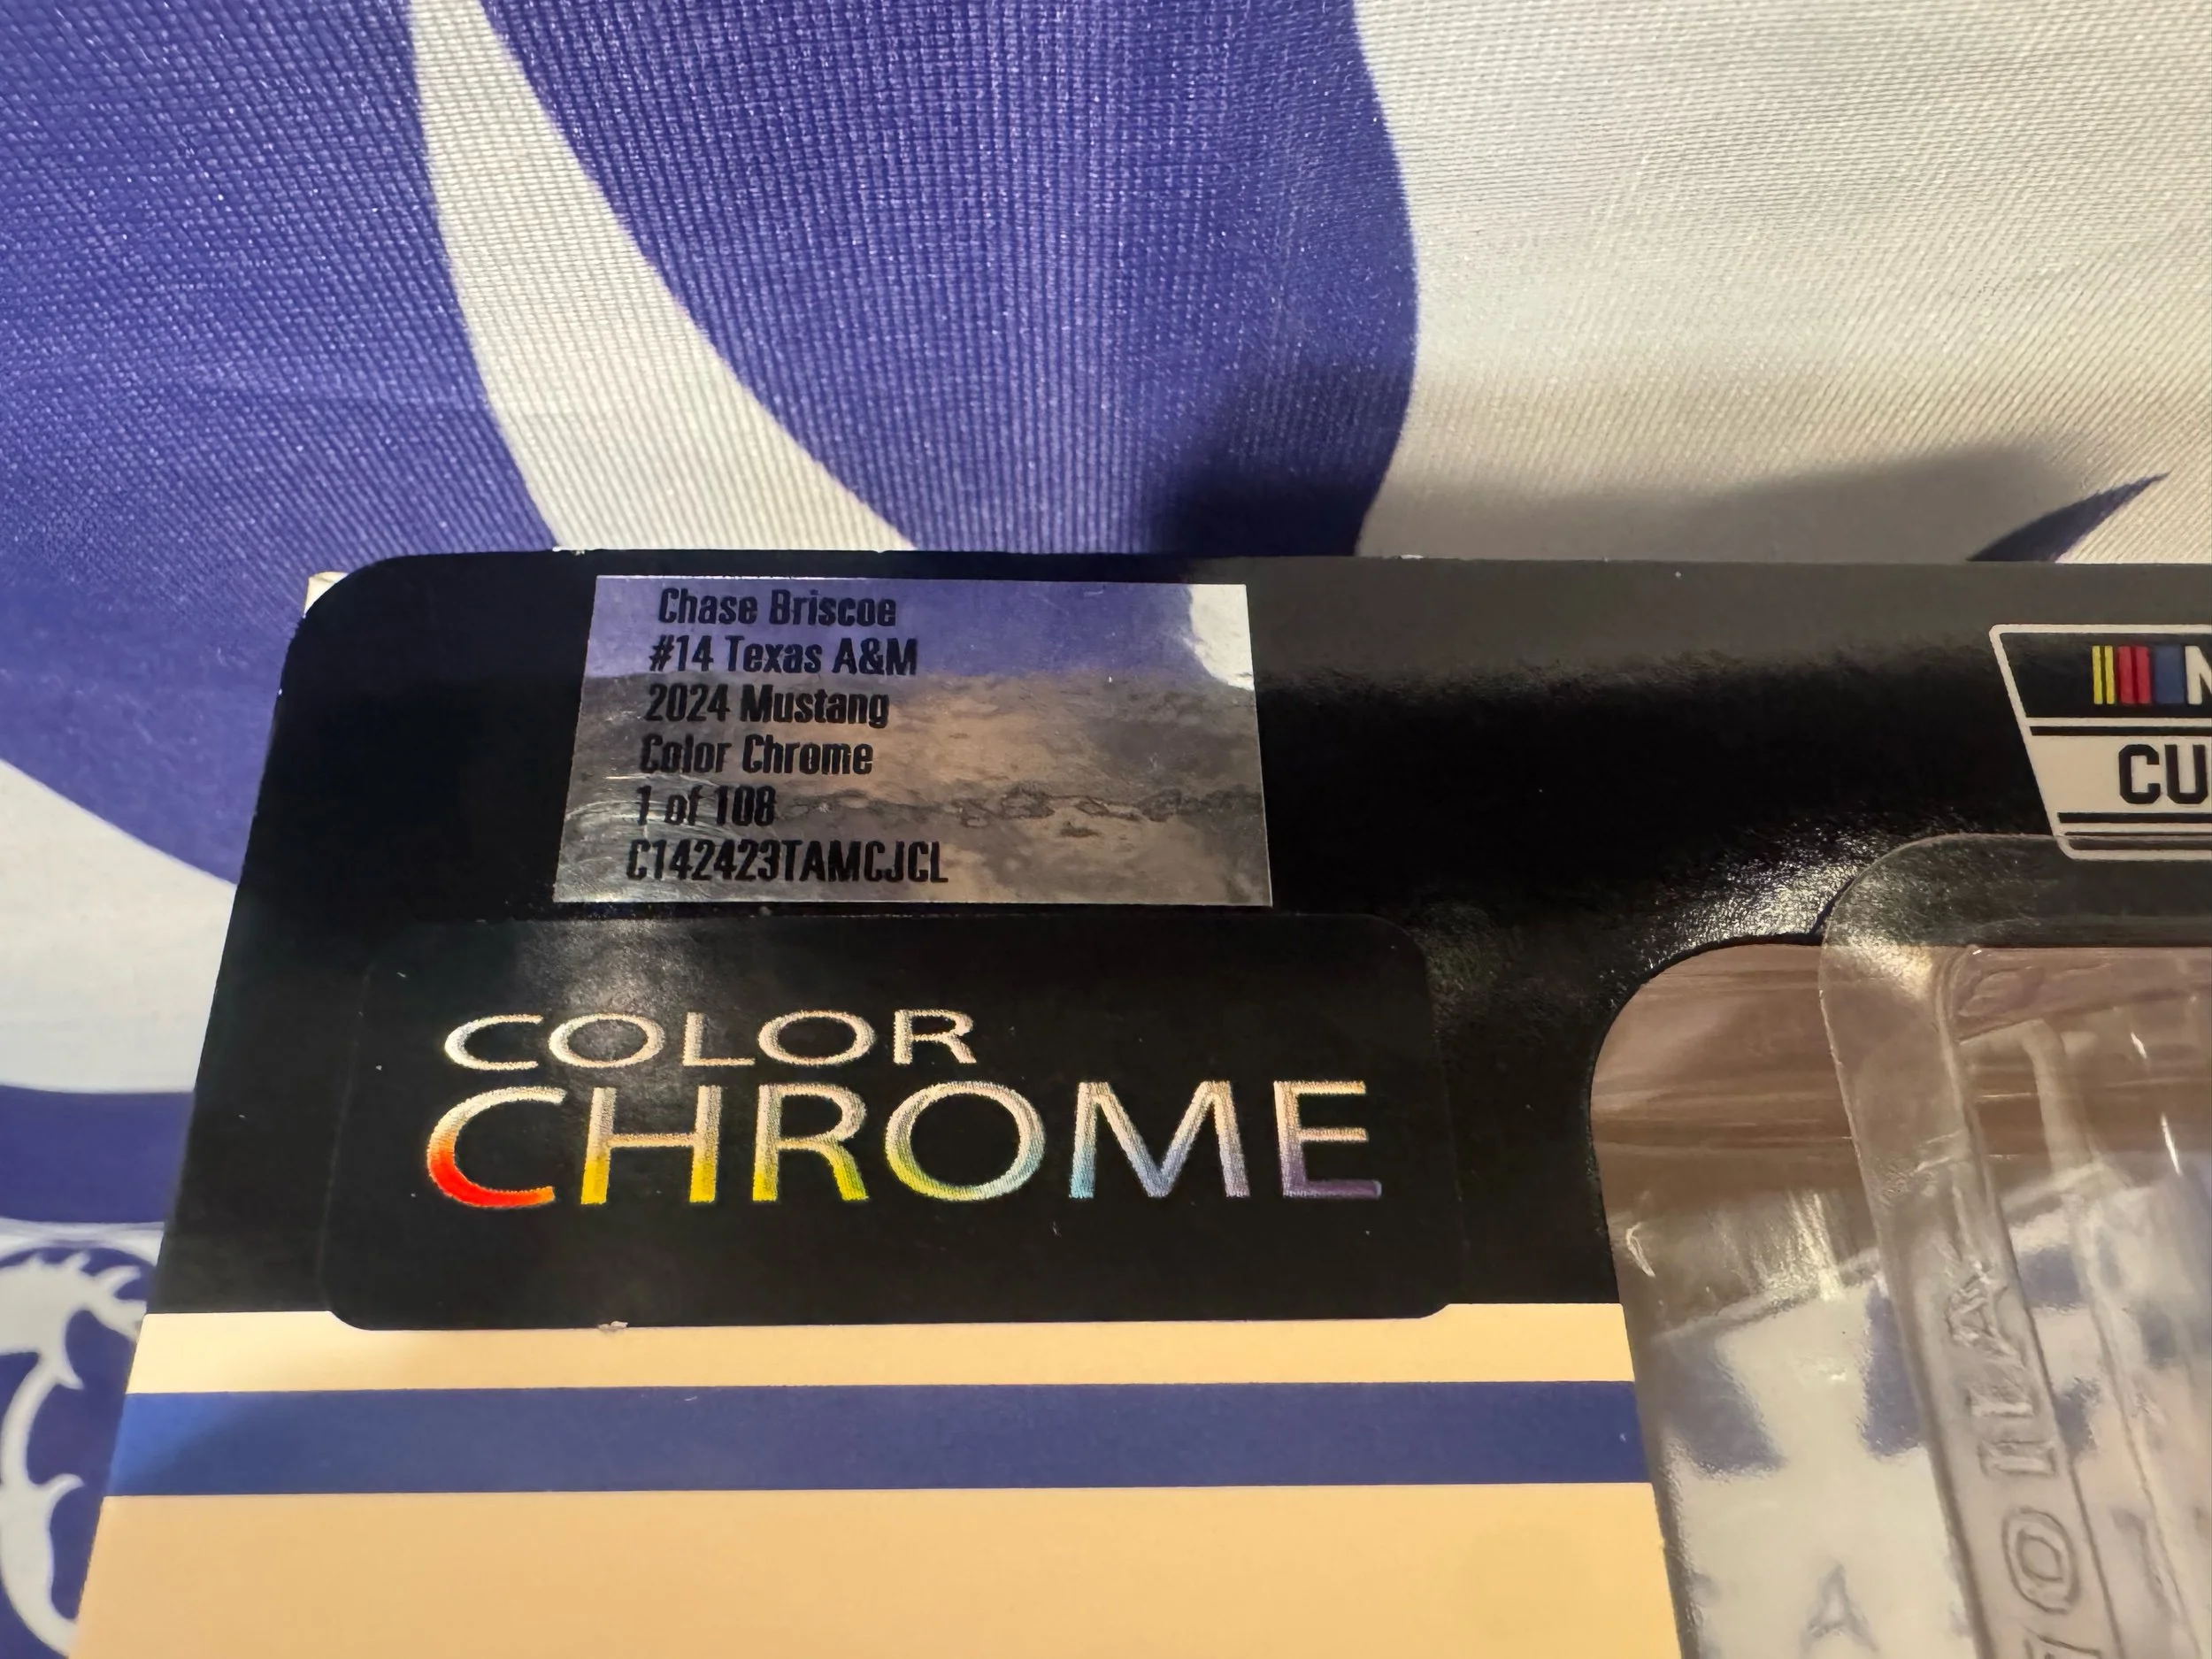 Chase Briscoe
#14 Texas A&M
2024 Mustang
Color Chrome
1 of 108
C142423TAMCJCL
CU
COLOR
CHROME